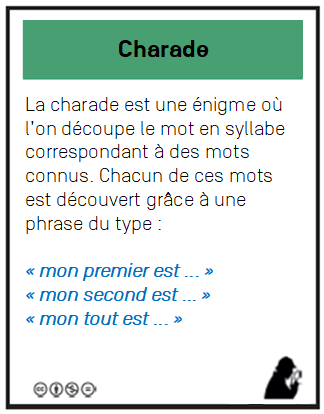 Charade
La charade est une énigme où
l'on découpe le mot en syllabe
correspondant à des mots
connus. Chacun de ces mots
est découvert grâce à une
phrase du type :
« mon premier est ... »
« mon second est ... »
« mon tout est ... »